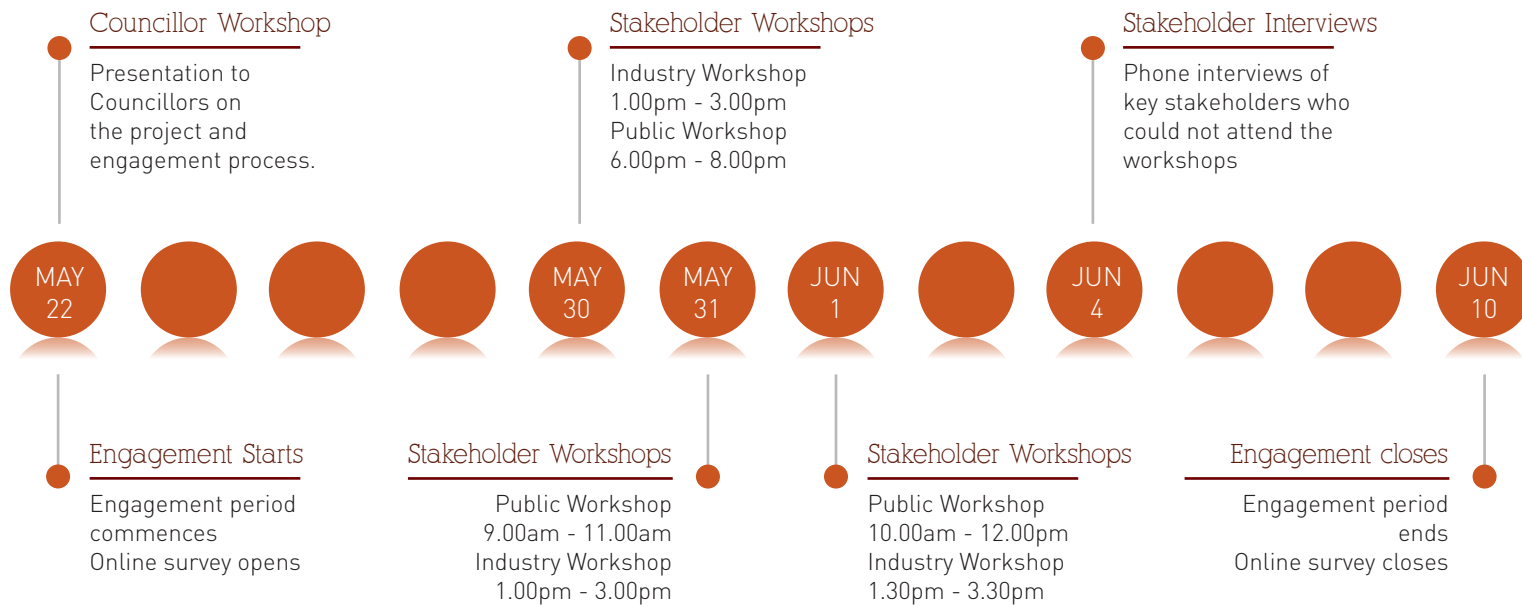 Councillor Workshop
Presentation to
Councillors on
the project and
engagement process.
Stakeholder Workshops
Industry Workshop
1.00pm - 3.00pm
Public Workshop
6.00pm - 8.00pm
Stakeholder Interviews
Phone interviews of
key stakeholders who
could not attend the
workshops
MAY
22
MAY
30
MAY
31
JUN
1
JUN
4
JUN
10
Engagement Starts
Engagement period
commences
Online survey opens
Stakeholder Workshops
Public Workshop
9.00am - 11.00am
Industry Workshop
1.00pm - 3.00pm
Stakeholder Workshops
Public Workshop
10.00am - 12.00pm
Industry Workshop
1.30pm - 3.30pm
Engagement closes
Engagement period
ends
Online survey closes